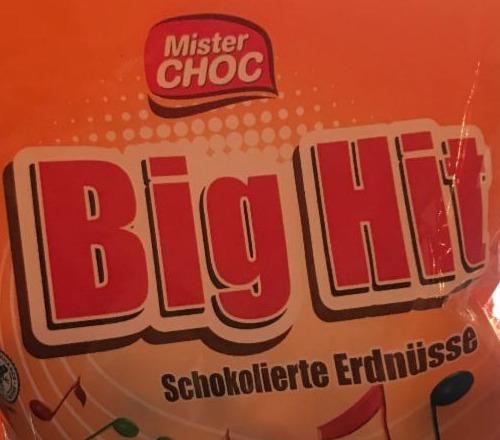 Mister
CHOC
Big Hit
Schokolierte Erdnüsse